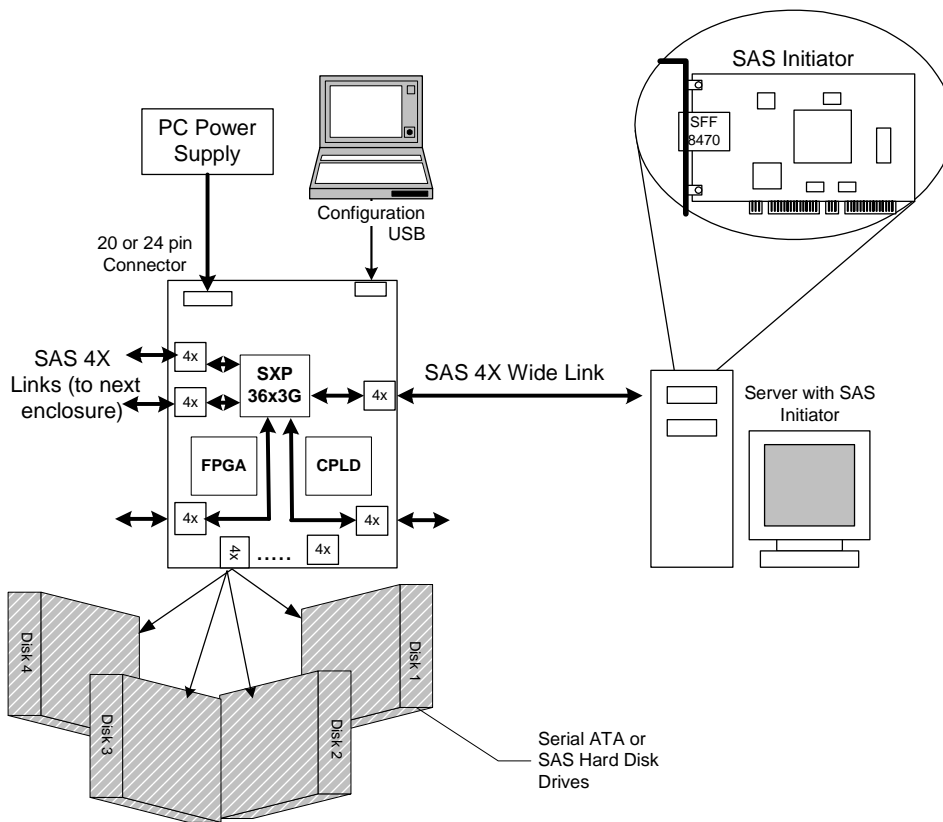 SAS Initiator
SFF
8470
PC Power
Supply
Configuration
USB
20 or 24 pin
Connector
4x
SAS 4X
Links (to next
enclosure)
4x
SXP
36x3G
4x
SAS 4X Wide Link
Server with SAS
Initiator
FPGA
CPLD
4x
4x
4x
.....
4x
Disk 4
Disk 3
Disk 2
Disk 1
Serial ATA or
SAS Hard Disk
Drives